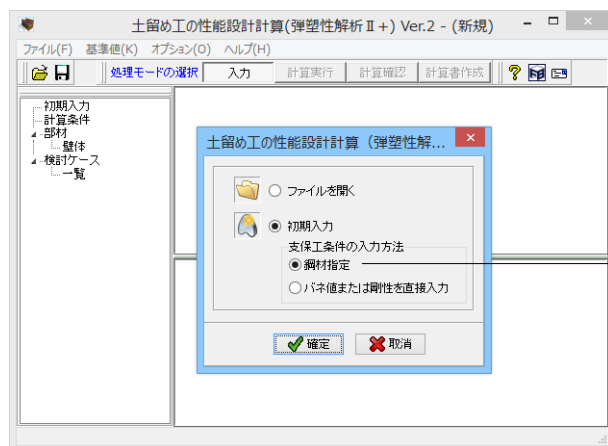 土留め工の性能設計計算(弾塑性解析Ⅱ+) Ver.2 - (新規)
ファイル(F) 基準値(K) オプション(O) ヘルプ(H)
処理モードの選択 入力 計算実行 計算確認 計算書作成
初期入力
計算条件
部材
壁体
検討ケース
一覧
土留め工の性能設計計算（弾塑性解...
ファイルを開く
初期入力
支保工条件の入力方法
鋼材指定
バネ値または剛性を直接入力
確定 取消